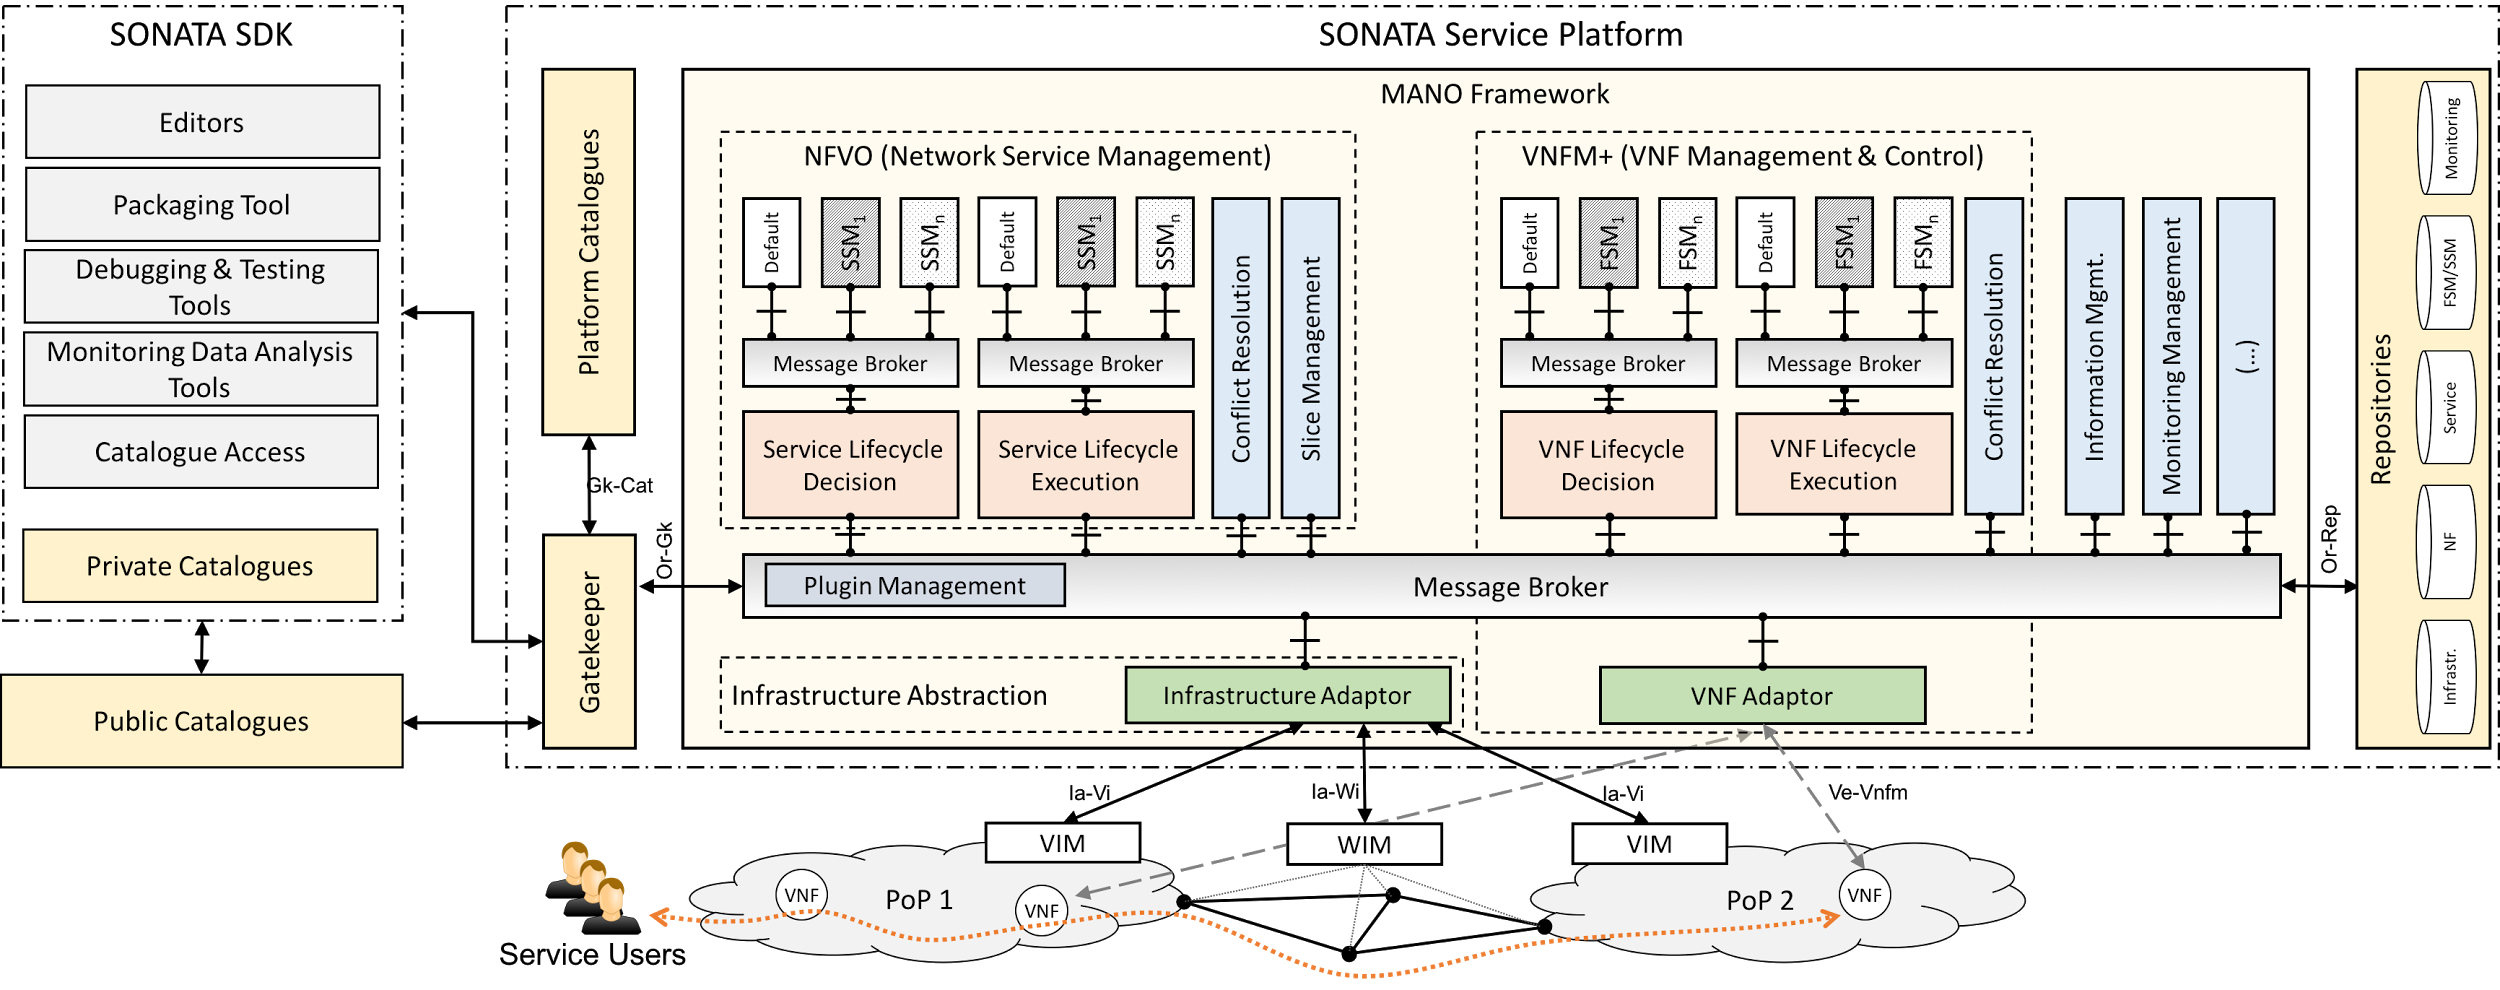 SONATA SDK
Editors
Packaging Tool
Debugging & Testing
Tools
Monitoring Data Analysis
Tools
Catalogue Access
Private Catalogues
Public Catalogues
SONATA Service Platform
Platform Catalogues
Gk-Cat
Gatekeeper
Or-Gk
MANO Framework
NFVO (Network Service Management)
Default
SSM1
SSMn
Default
SSM1
SSMn
Message Broker
Message Broker
Service Lifecycle
Decision
Service Lifecycle
Execution
Conflict Resolution
Slice Management
VNFM+ (VNF Management & Control)
Default
FSM1
FSMn
Default
FSM1
FSMn
Message Broker
Message Broker
VNF Lifecycle
Decision
VNF Lifecycle
Execution
Conflict Resolution
Information Mgmt.
Monitoring Management
(...)
Plugin Management
Message Broker
Infrastructure Abstraction
Infrastructure Adaptor
VNF Adaptor
Or-Rep
Repositories
Monitoring
FSM/SSM
Service
NF
Infrastr.
Ia-Vi
Ia-Wi
Ia-Vi
Ve-Vnfm
VIM
WIM
VIM
VNF
PoP 1
VNF
PoP 2
VNF
Service Users